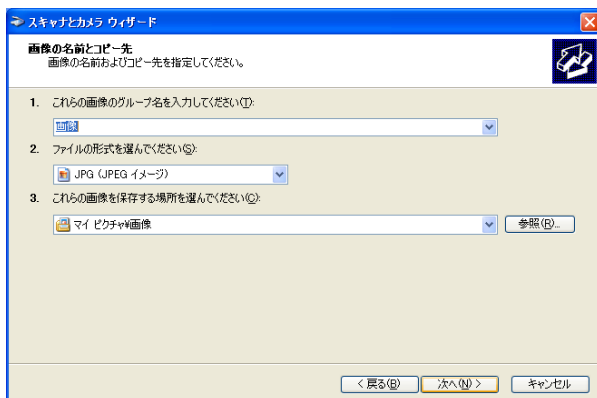 スキャナとカメラ ウィザード
画像の名前とコピー先
画像の名前およびコピー先を指定してください。
1. これらの画像のグループ名を入力してください(T):
画像
2. ファイルの形式を選んでください(S):
JPG (JPEG イメージ)
3. これらの画像を保存する場所を選んでください(C):
マイ ピクチャ¥画像
参照(R)...
< 戻る(B) 次へ(N) > キャンセル